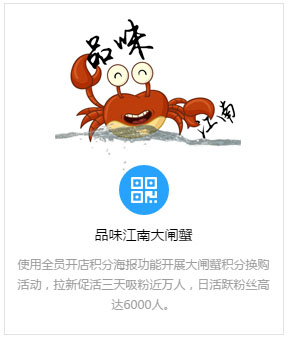 品味
江南
品味江南大闸蟹
使用全员开店积分海报功能开展大闸蟹积分换购
活动，拉新促活三天吸粉近万人，日活跃粉丝高
达6000人。